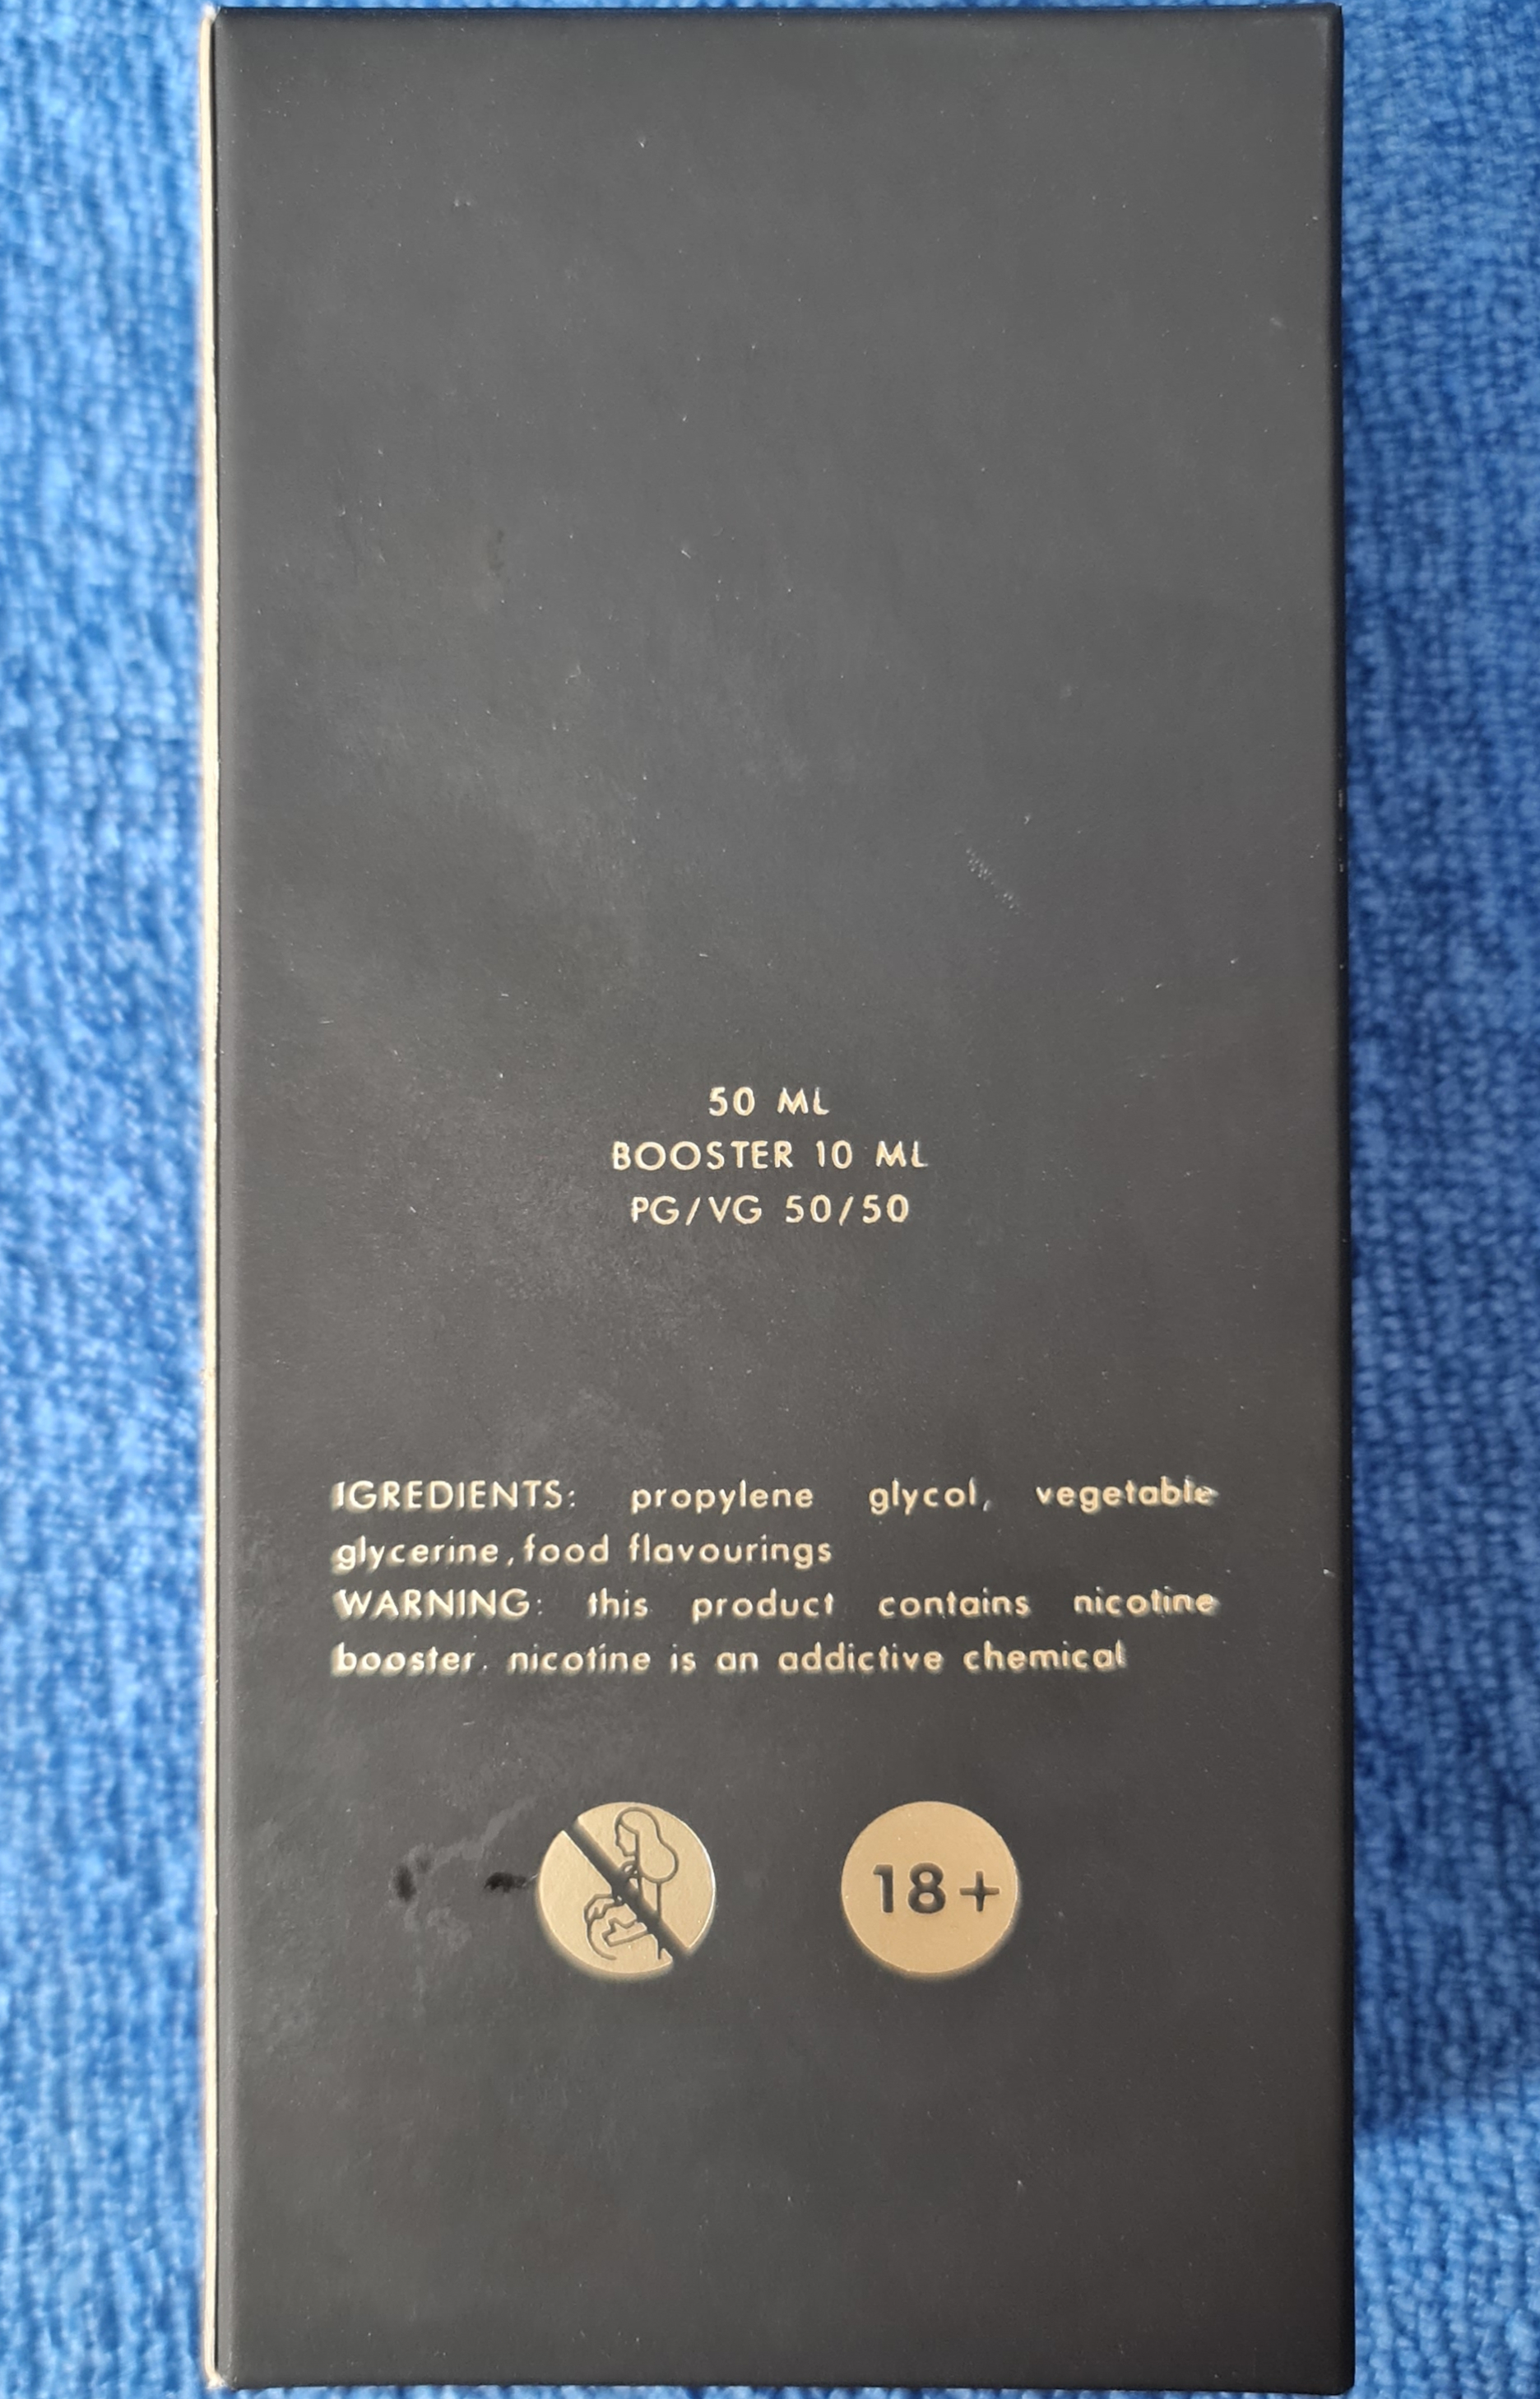 50 ML
BOOSTER 10 ML
PG/VG 50/50
IGREDIENTS: propylene glycol, vegetable
glycerine,food flavourings
WARNING: this product contains nicotine
booster. nicotine is an addictive chemical
18+